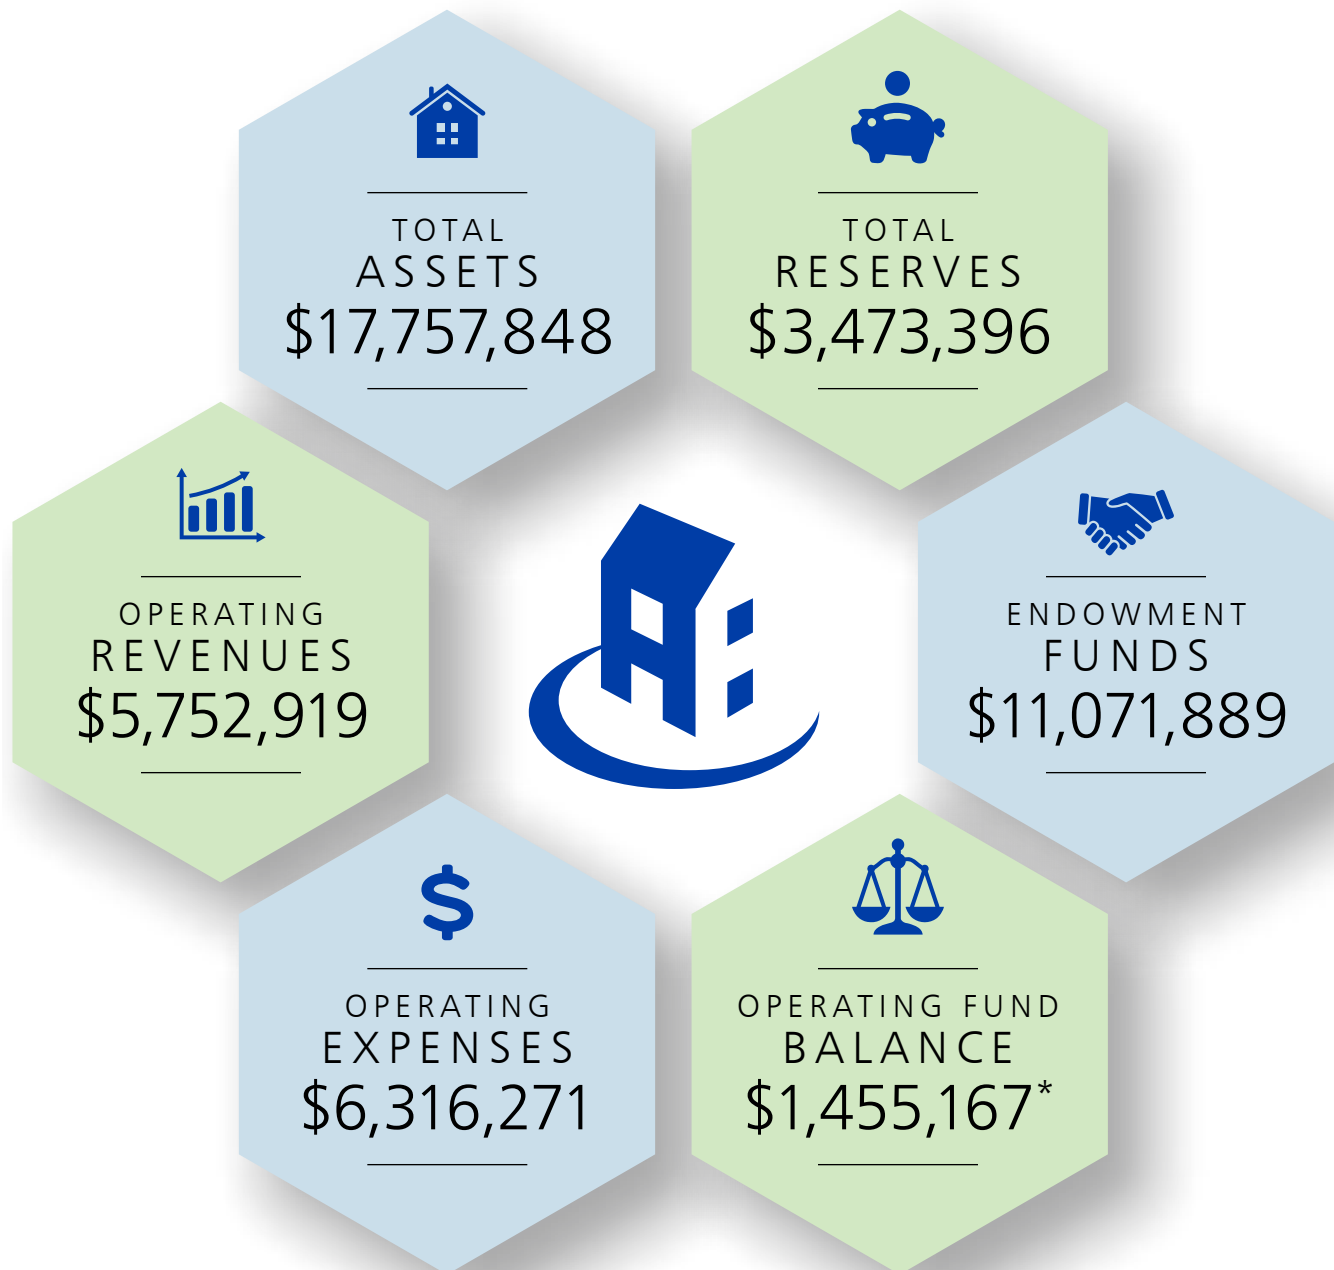 TOTAL
ASSETS
$17,757,848
TOTAL
RESERVES
$3,473,396
OPERATING
REVENUES
$5,752,919
ENDOWMENT
FUNDS
$11,071,889
OPERATING
EXPENSES
$6,316,271
OPERATING FUND
BALANCE
$1,455,167*